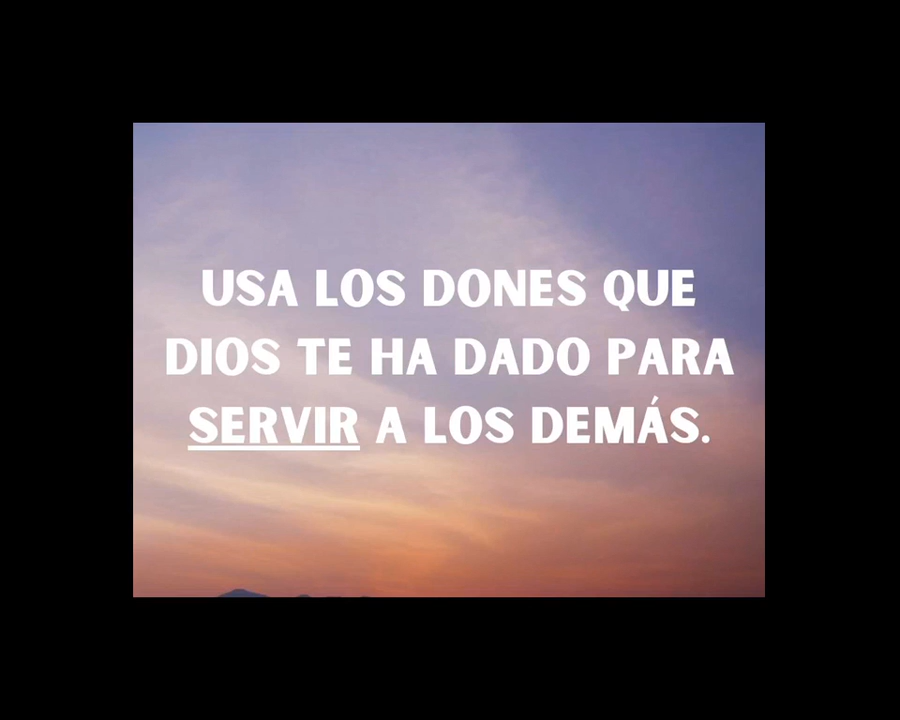 USA LOS DONES QUE
DIOS TE HA DADO PARA
SERVIR A LOS DEMÁS.